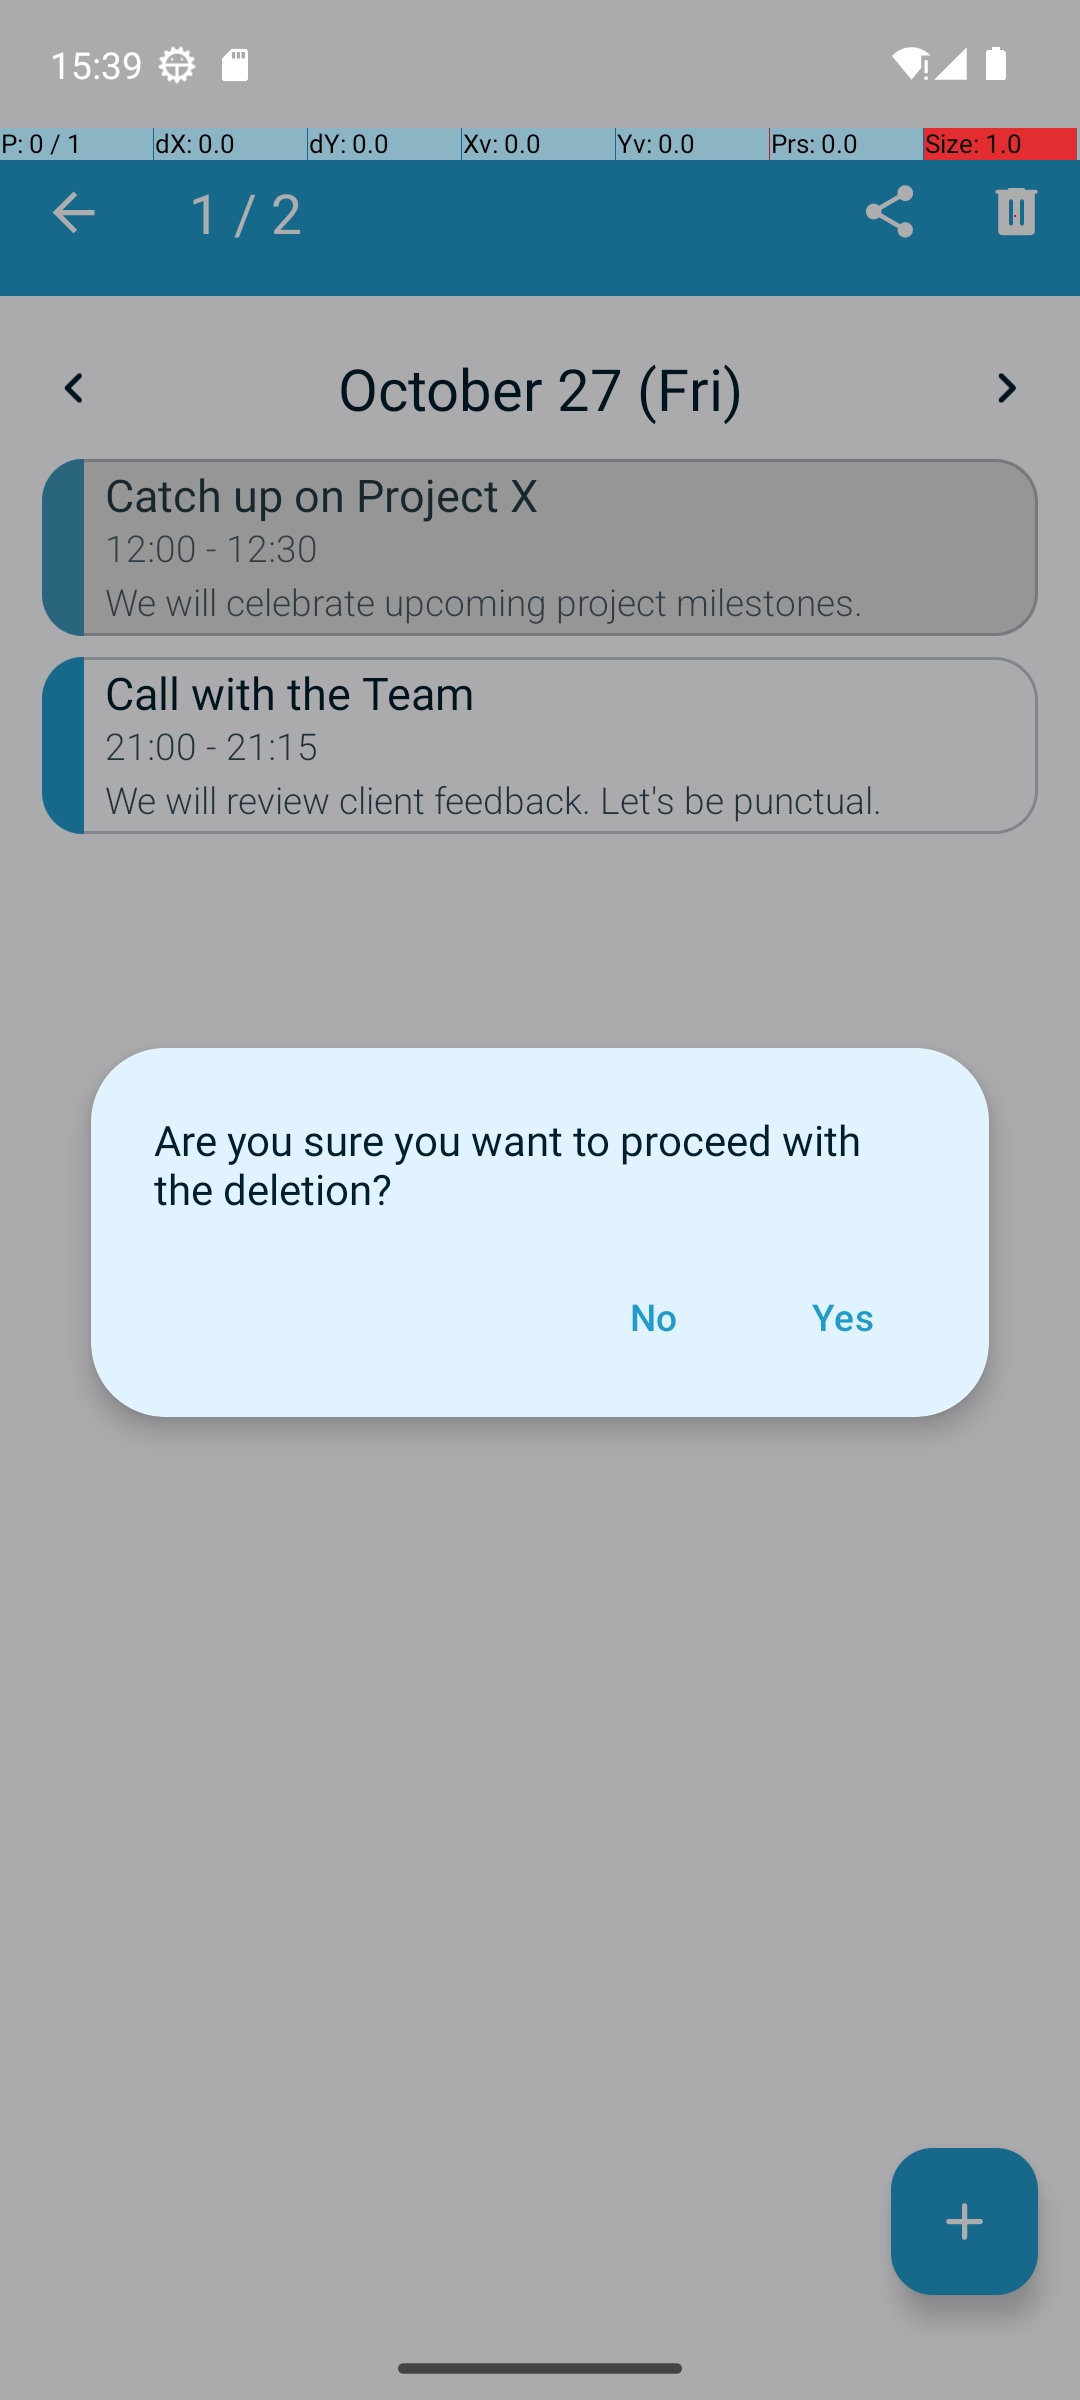 15:39
P: 0 / 1 dX: 0.0 dY: 0.0 Xv: 0.0 Yv: 0.0 Prs: 0.0 Size: 1.0
1 / 2
October 27 (Fri)
Catch up on Project X
12:00 - 12:30
We will celebrate upcoming project milestones.
Call with the Team
21:00 - 21:15
We will review client feedback. Let's be punctual.
Are you sure you want to proceed with
the deletion?
No Yes